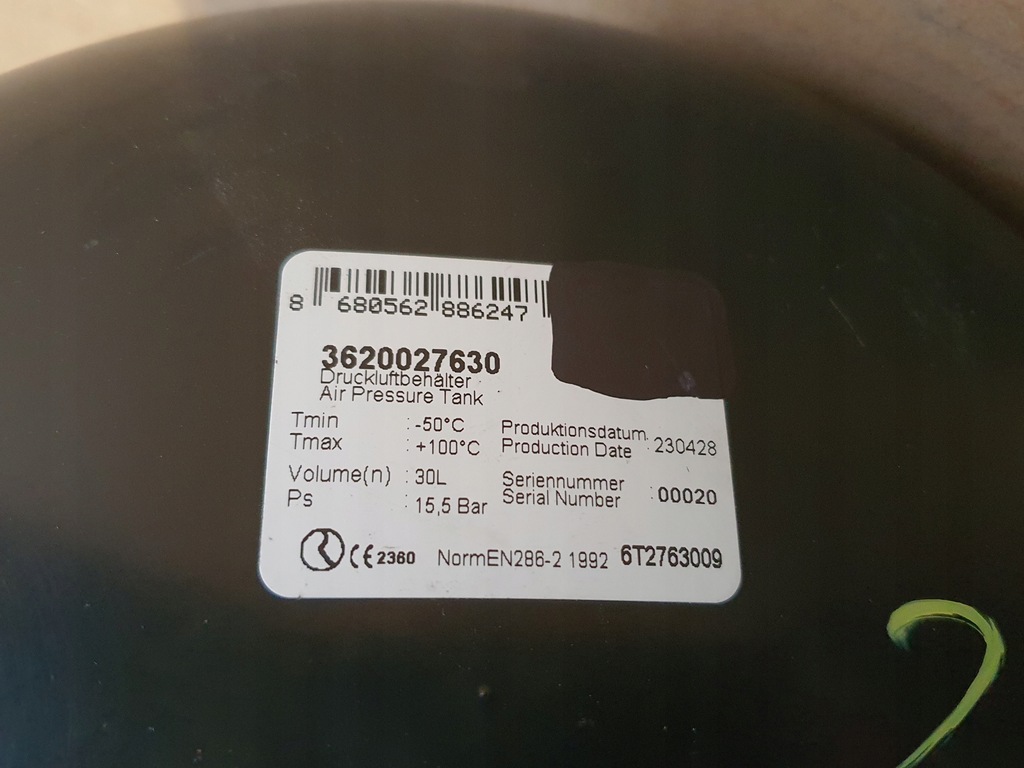 8 680562 886247
3620027630
Druckluftbehälter
Air Pressure Tank
Tmin : -50°C
Tmax : +100°C
Produktionsdatum
Production Date : 230428
Volume(n) : 30L
Ps : 15,5 Bar
Seriennummer
Serial Number : 00020
CE 2360 NormEN286-2 1992 6T2763009
2